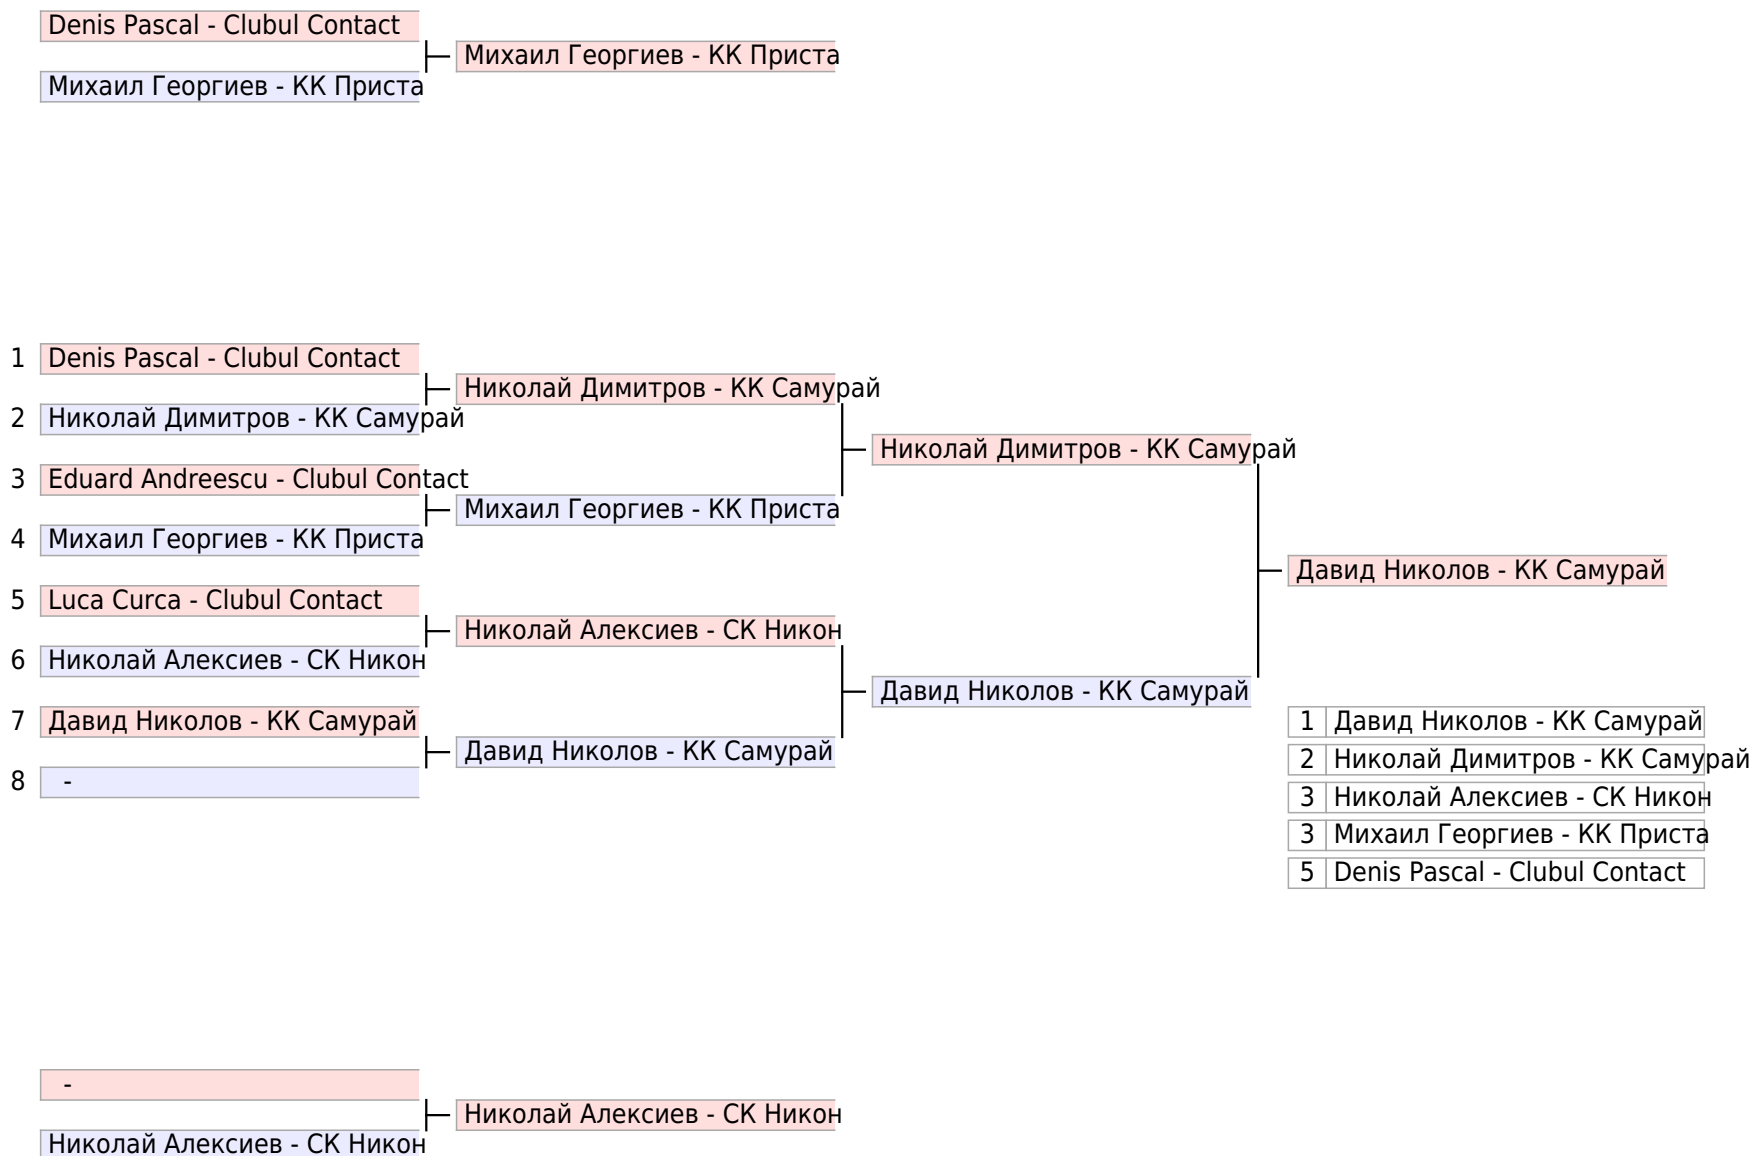 Denis Pascal - Clubul Contact
Михаил Георгиев - КК Приста
Михаил Георгиев - КК Приста
1 Denis Pascal - Clubul Contact
Николай Димитров - КК Самурай
2 Николай Димитров - КК Самурай
Николай Димитров - КК Самурай
3 Eduard Andreescu - Clubul Contact
Михаил Георгиев - КК Приста
4 Михаил Георгиев - КК Приста
Давид Николов - КК Самурай
5 Luca Curca - Clubul Contact
Николай Алексиев - СК Никон
6 Николай Алексиев - СК Никон
Давид Николов - КК Самурай
7 Давид Николов - КК Самурай
Давид Николов - КК Самурай
8 -
1 Давид Николов - КК Самурай
2 Николай Димитров - КК Самурай
3 Николай Алексиев - СК Никон
3 Михаил Георгиев - КК Приста
5 Denis Pascal - Clubul Contact
-
Николай Алексиев - СК Никон
Николай Алексиев - СК Никон